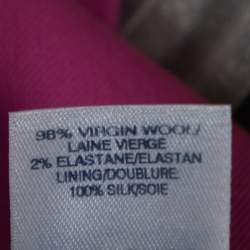 98% VIRGIN WOOL/
LAINE VIERGE
2% ELASTANE/ELASTAN
LINING/DOUBLURE:
100% SILK/SOIE